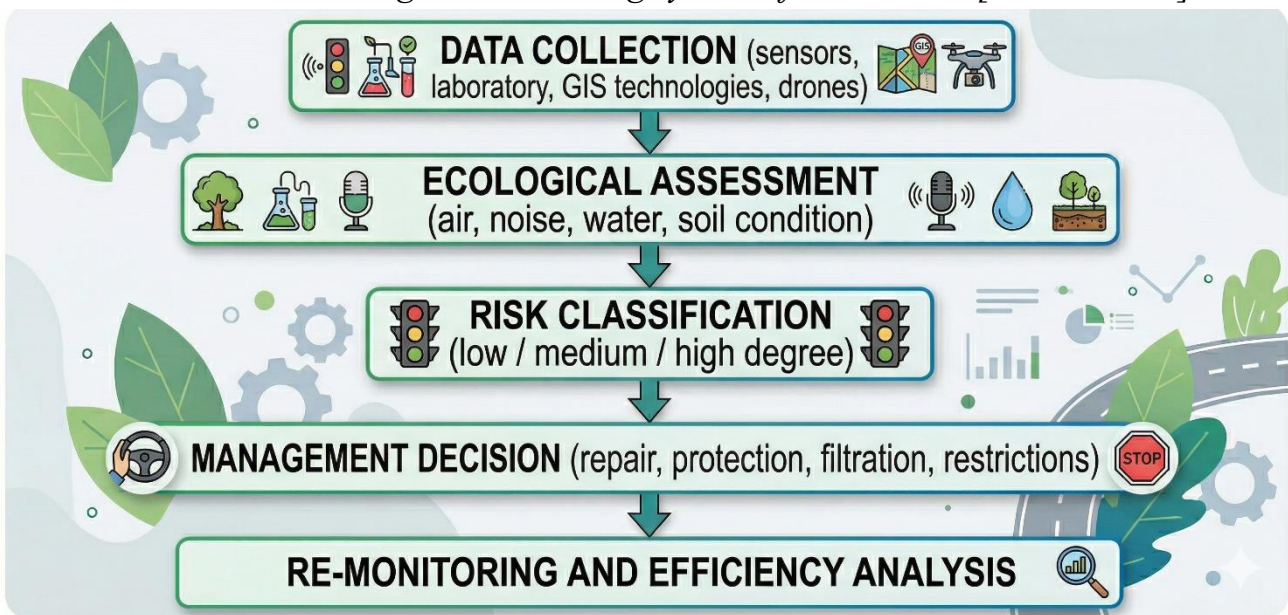 DATA COLLECTION (sensors,
laboratory, GIS technologies, drones)
GIS
ECOLOGICAL ASSESSMENT
(air, noise, water, soil condition)
RISK CLASSIFICATION
(low / medium / high degree)
MANAGEMENT DECISION (repair, protection, filtration, restrictions)
STOP
RE-MONITORING AND EFFICIENCY ANALYSIS